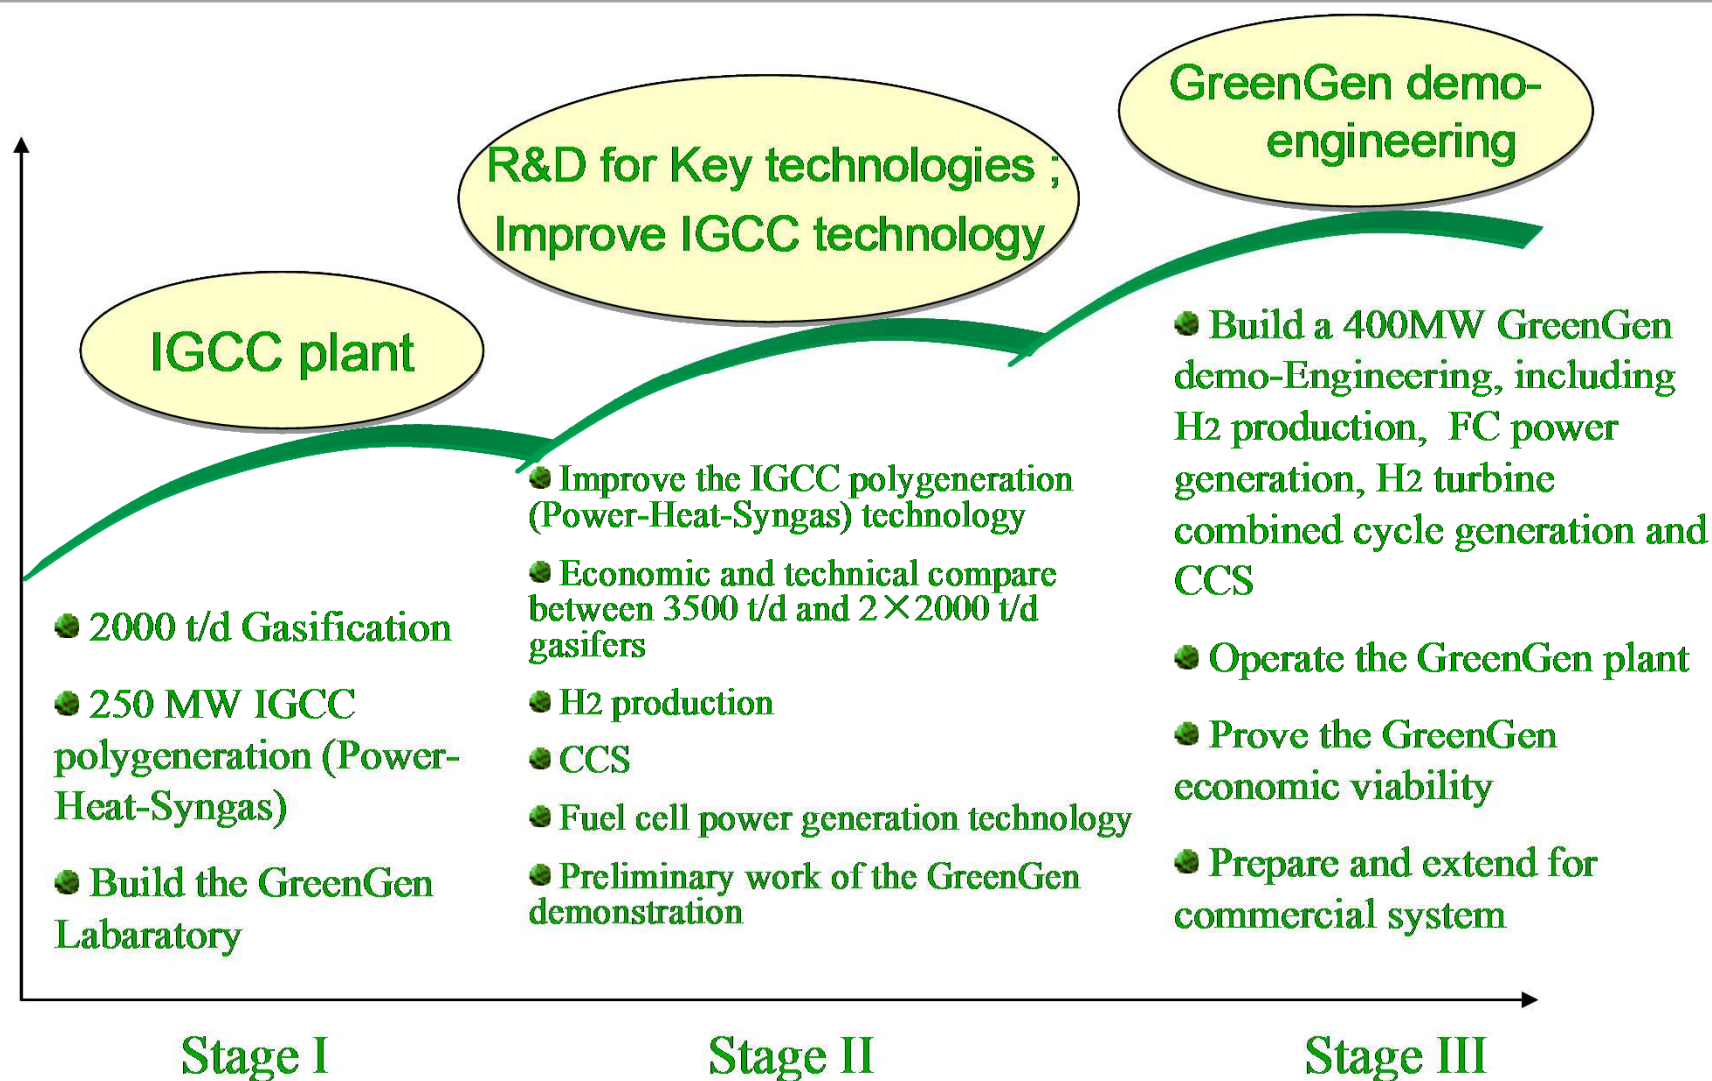 IGCC plant
R&D for Key technologies ;
Improve IGCC technology
GreenGen demo-
engineering
2000 t/d Gasification
250 MW IGCC
polygeneration (Power-
Heat-Syngas)
Build the GreenGen
Labaratory
Improve the IGCC polygeneration
(Power-Heat-Syngas) technology
Economic and technical compare
between 3500 t/d and 2×2000 t/d
gasifers
H2 production
CCS
Fuel cell power generation technology
Preliminary work of the GreenGen
demonstration
Build a 400MW GreenGen
demo-Engineering, including
H2 production, FC power
generation, H2 turbine
combined cycle generation and
CCS
Operate the GreenGen plant
Prove the GreenGen
economic viability
Prepare and extend for
commercial system
Stage I
Stage II
Stage III